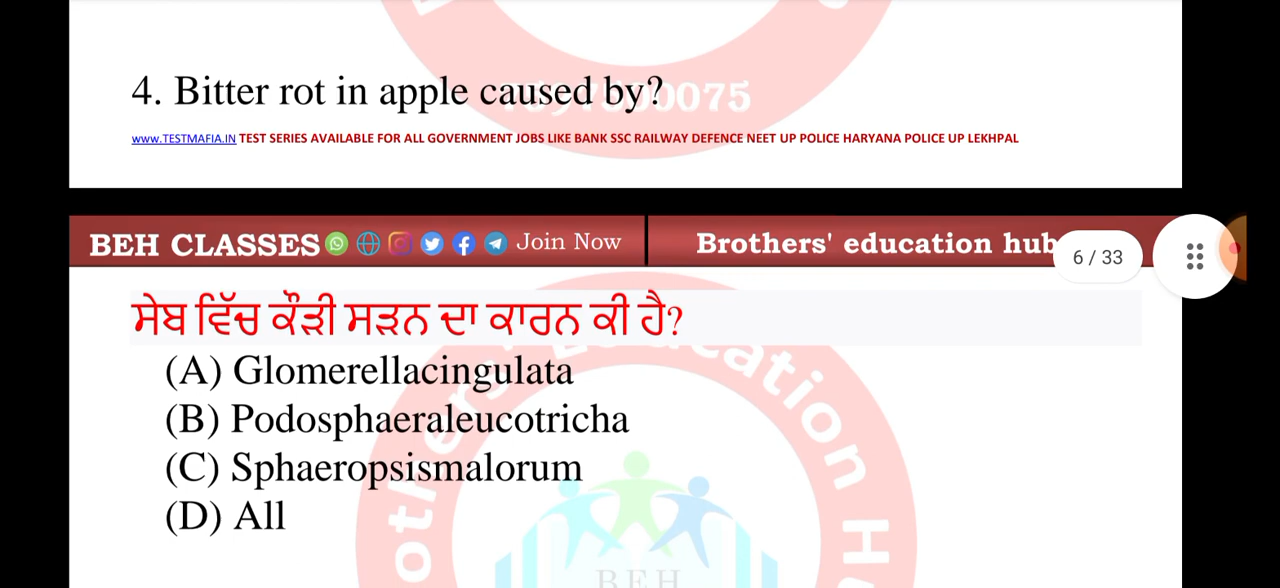 4. Bitter rot in apple caused by?
www.TESTMAFIA.IN TEST SERIES AVAILABLE FOR ALL GOVERNMENT JOBS LIKE BANK SSC RAILWAY DEFENCE NEET UP POLICE HARYANA POLICE UP LEKHPAL
BEH CLASSES Join Now Brothers' education hub
6 / 33
ਸੇਬ ਵਿੱਚ ਕੌੜੀ ਸੜਨ ਦਾ ਕਾਰਨ ਕੀ ਹੈ?
(A) Glomerellacingulata
(B) Podosphaeraleucotricha
(C) Sphaeropsismalorum
(D) All
BEH